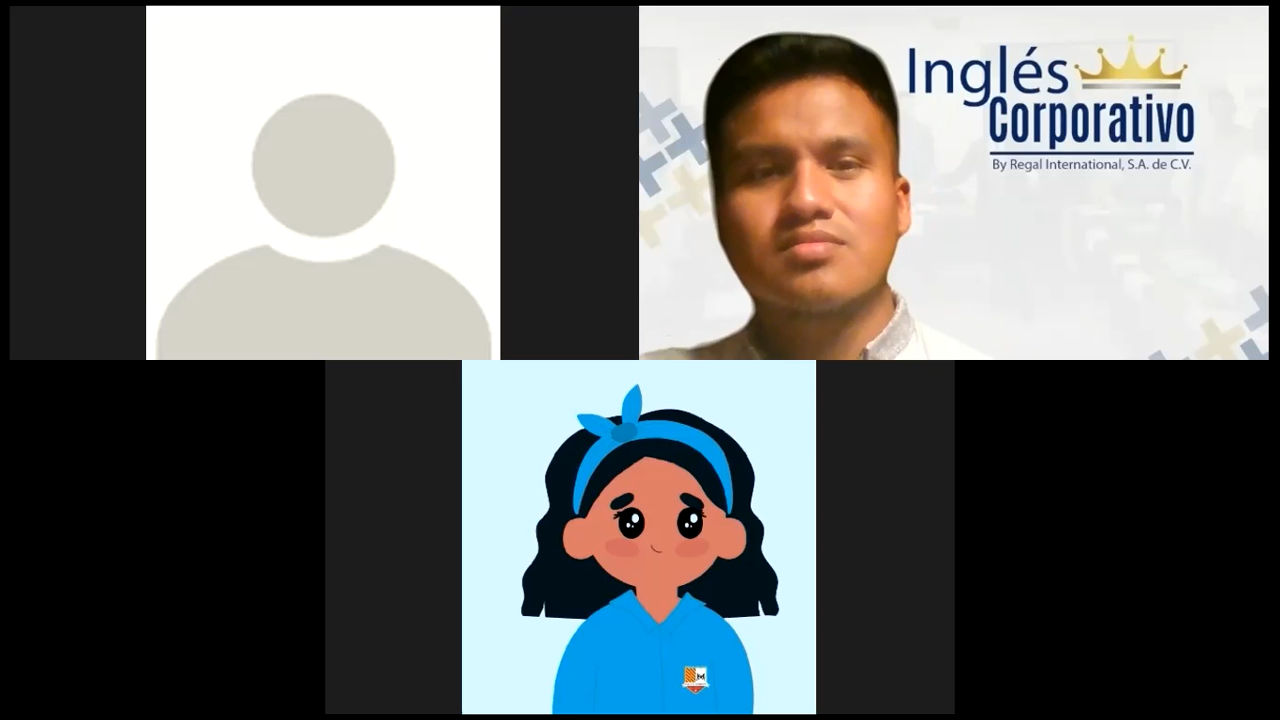 Inglés
Corporativo
By Regal International, S.A. de C.V.